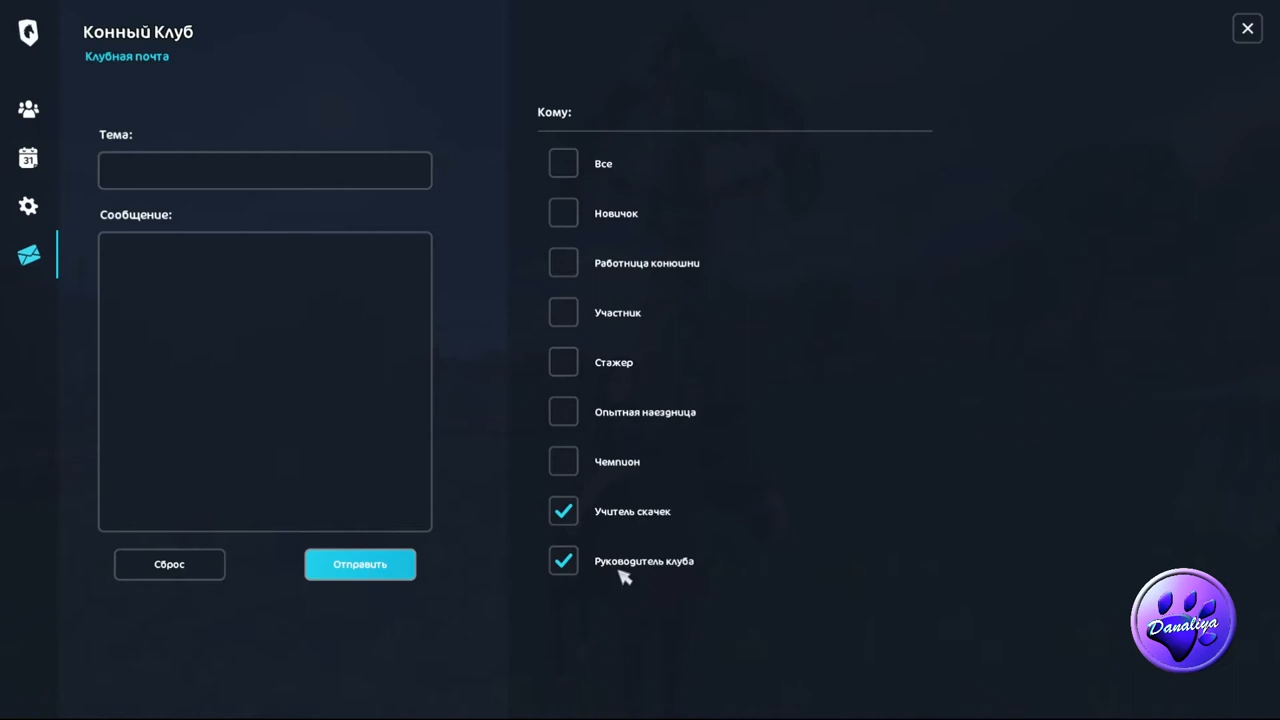 Конный Клуб
Клубная почта
31
Тема:
Сообщение:
Сброс
Отправить
Кому:
Все
Новичок
Работница конюшни
Участник
Стажер
Опытная наездница
Чемпион
Учитель скачек
Руководитель клуба
Danaliya